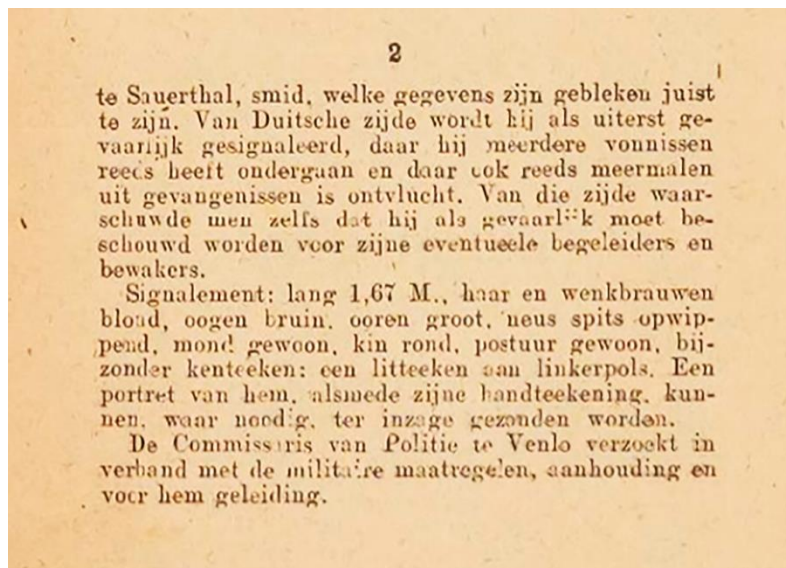 2
te Sauerthal, smid, welke gegevens zijn gebleken juist
te zijn. Van Duitsche zijde wordt hij als uiterst ge-
vaarlijk gesignaleerd, daar hij meerdere vonnissen
reeds heeft ondergaan en daar ook reeds meermalen
uit gevangenissen is ontvlucht. Van die zijde waar-
schuwde men zelfs dat hij als gevaarlijk moet be-
schouwd worden voor zijne eventueele begeleiders en
bewakers.
Signalement: lang 1,67 M., haar en wenkbrauwen
blond, oogen bruin, ooren groot, neus spits opwip-
pend, mond gewoon, kin rond, postuur gewoon, bij-
zonder kenteeken: een litteeken aan linkerpols. Een
portret van hem, alsmede zijne handteekening, kun-
nen, waar noodig, ter inzage gezonden worden.
De Commissaris van Politie te Venlo verzoekt in
verband met de militaire maatregelen, aanhouding en
voor hem geleiding.